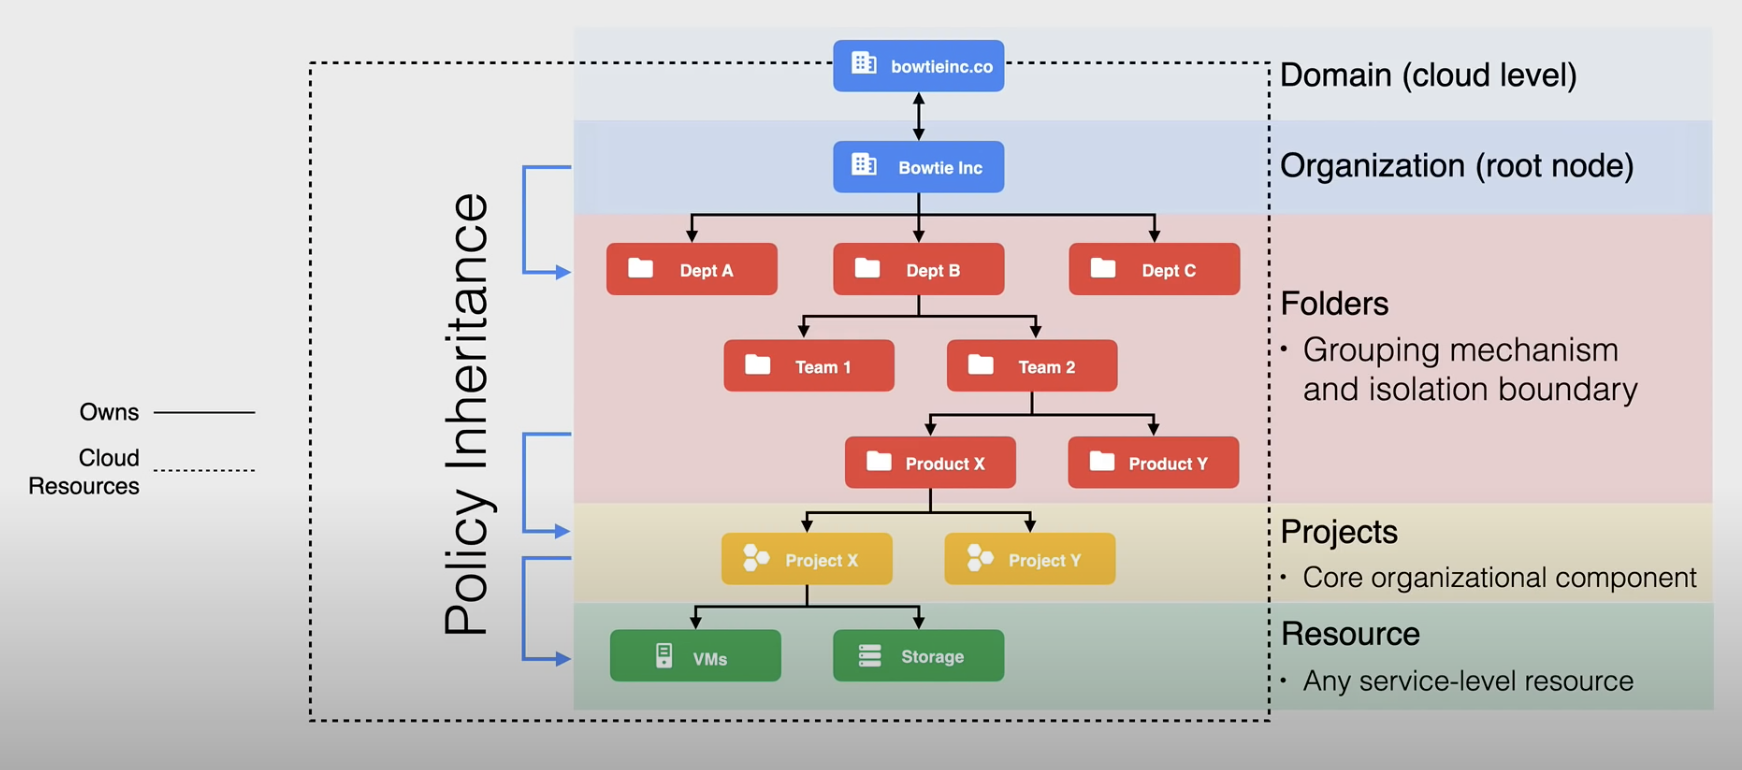 bowtieinc.co
Domain (cloud level)
Bowtie Inc
Organization (root node)
Policy Inheritance
Dept A
Dept B
Dept C
Folders
• Grouping mechanism
and isolation boundary
Team 1
Team 2
Owns
Cloud
Resources
Product X
Product Y
Projects
• Core organizational component
Project X
Project Y
Resource
• Any service-level resource
VMs
Storage